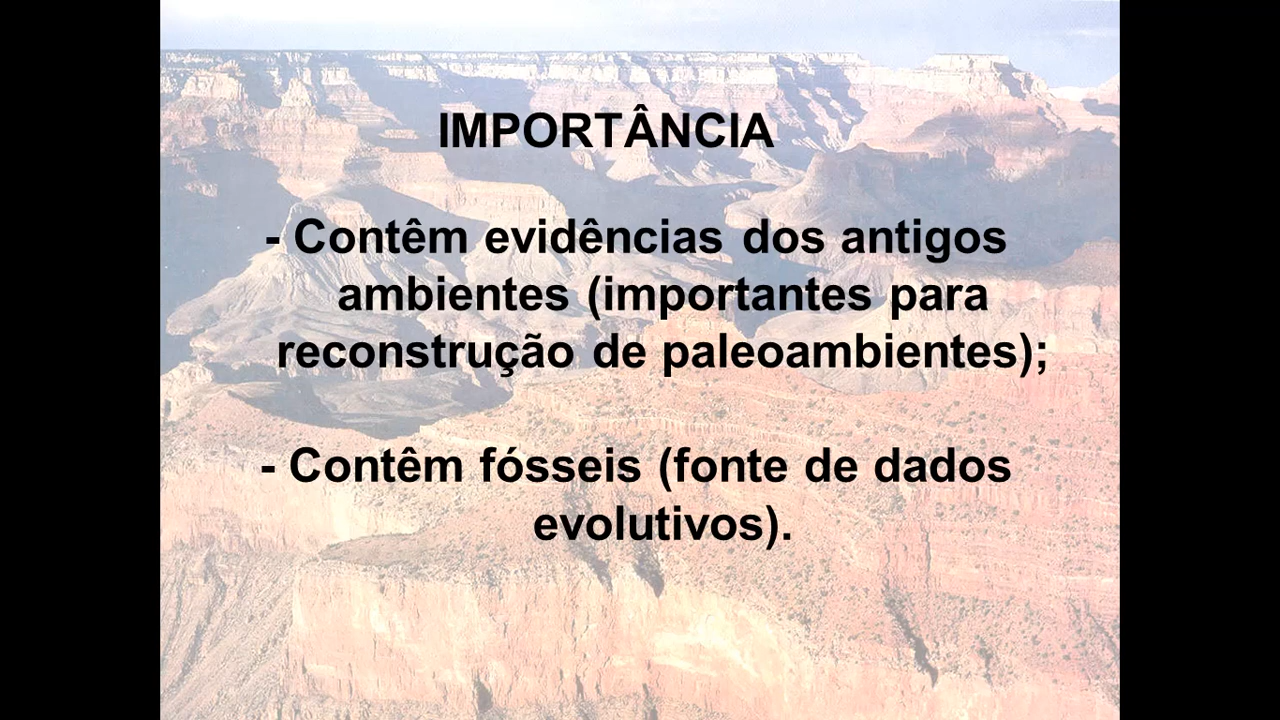 IMPORTÂNCIA
- Contêm evidências dos antigos
ambientes (importantes para
reconstrução de paleoambientes);
- Contêm fósseis (fonte de dados
evolutivos).